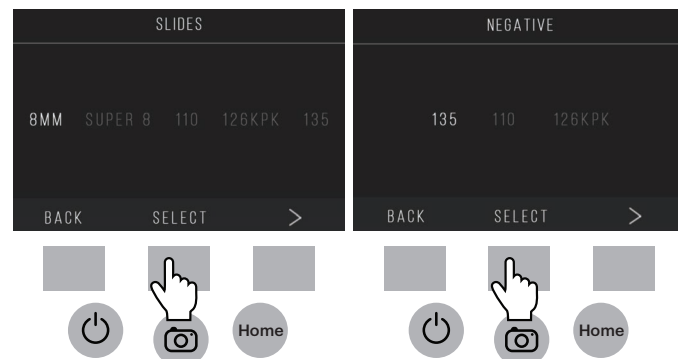 SLIDES
8MM SUPER 8 110 126KPK 135
BACK SELECT >
Home
NEGATIVE
135 110 126KPK
BACK SELECT >
Home